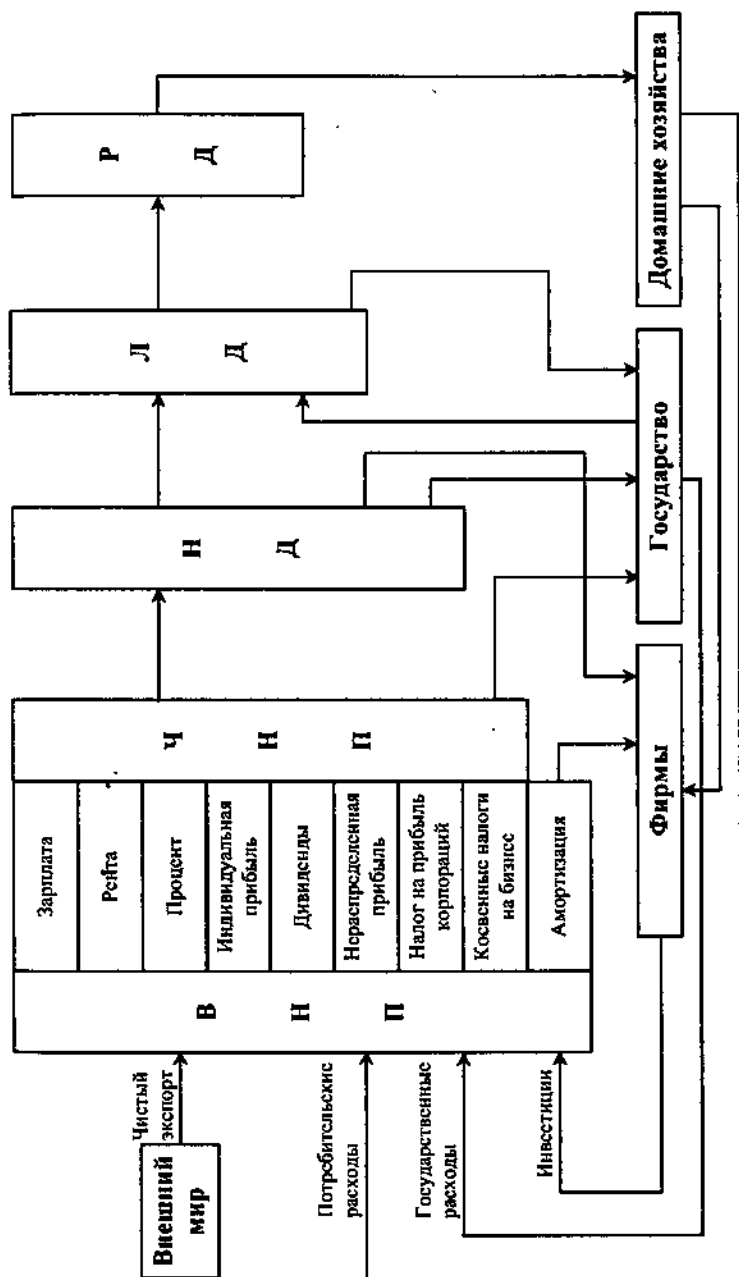 Внешний
мир
Чистый
экспорт
Потребительские
расходы
Государственные
расходы
Инвестиции
В Н П
Зарплата
Рента
Процент
Индивидуальная
прибыль
Дивиденды
Нераспределенная
прибыль
Налог на прибыль
корпораций
Косвенные налоги
на бизнес
Амортизация
Ч Н П
Н Д
Л Д
Р Д
Фирмы
Государство
Домашние хозяйства